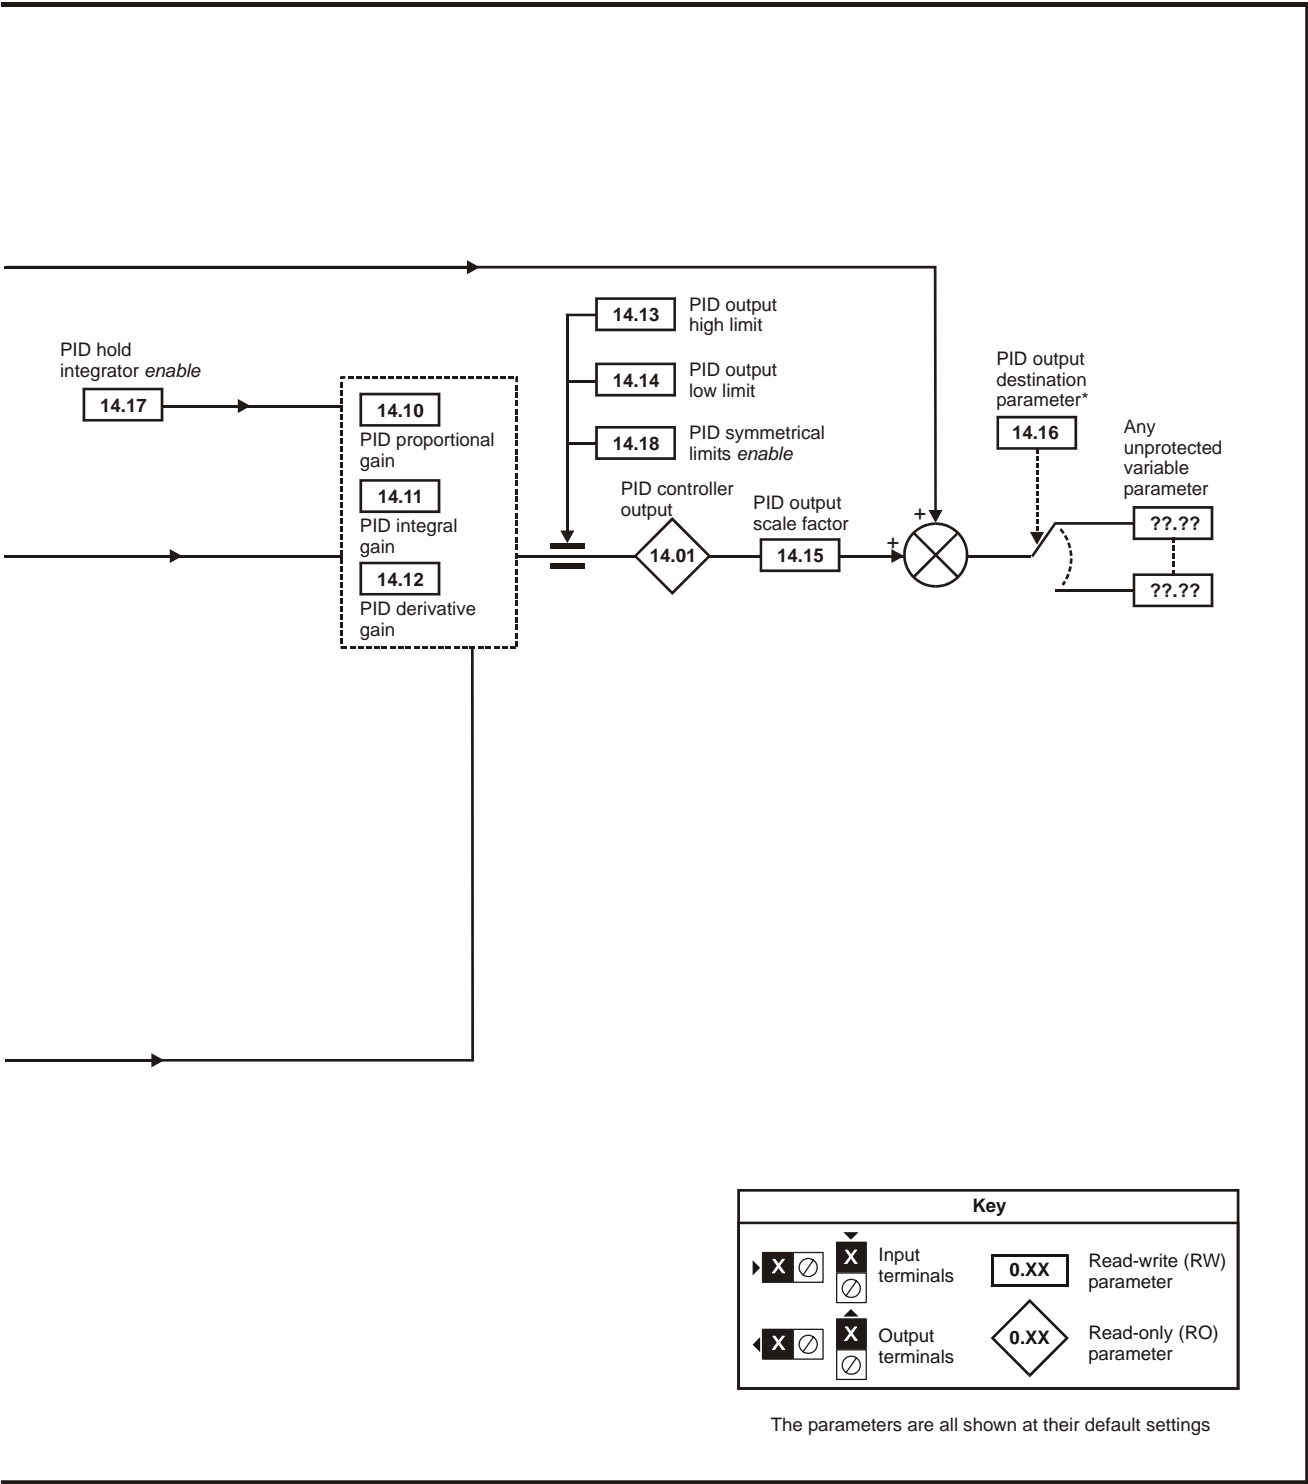 14.13
PID output
high limit
PID hold
integrator enable
14.17
14.14
PID output
low limit
14.18
PID symmetrical
limits enable
14.10
PID proportional
gain
14.11
PID integral
gain
14.12
PID derivative
gain
PID controller
output
14.01
PID output
scale factor
14.15
+
+
PID output
destination
parameter*
14.16
Any
unprotected
variable
parameter
??.??
??.??
Key
X
X
Input
terminals
0.XX
Read-write (RW)
parameter
X
X
Output
terminals
0.XX
Read-only (RO)
parameter
The parameters are all shown at their default settings